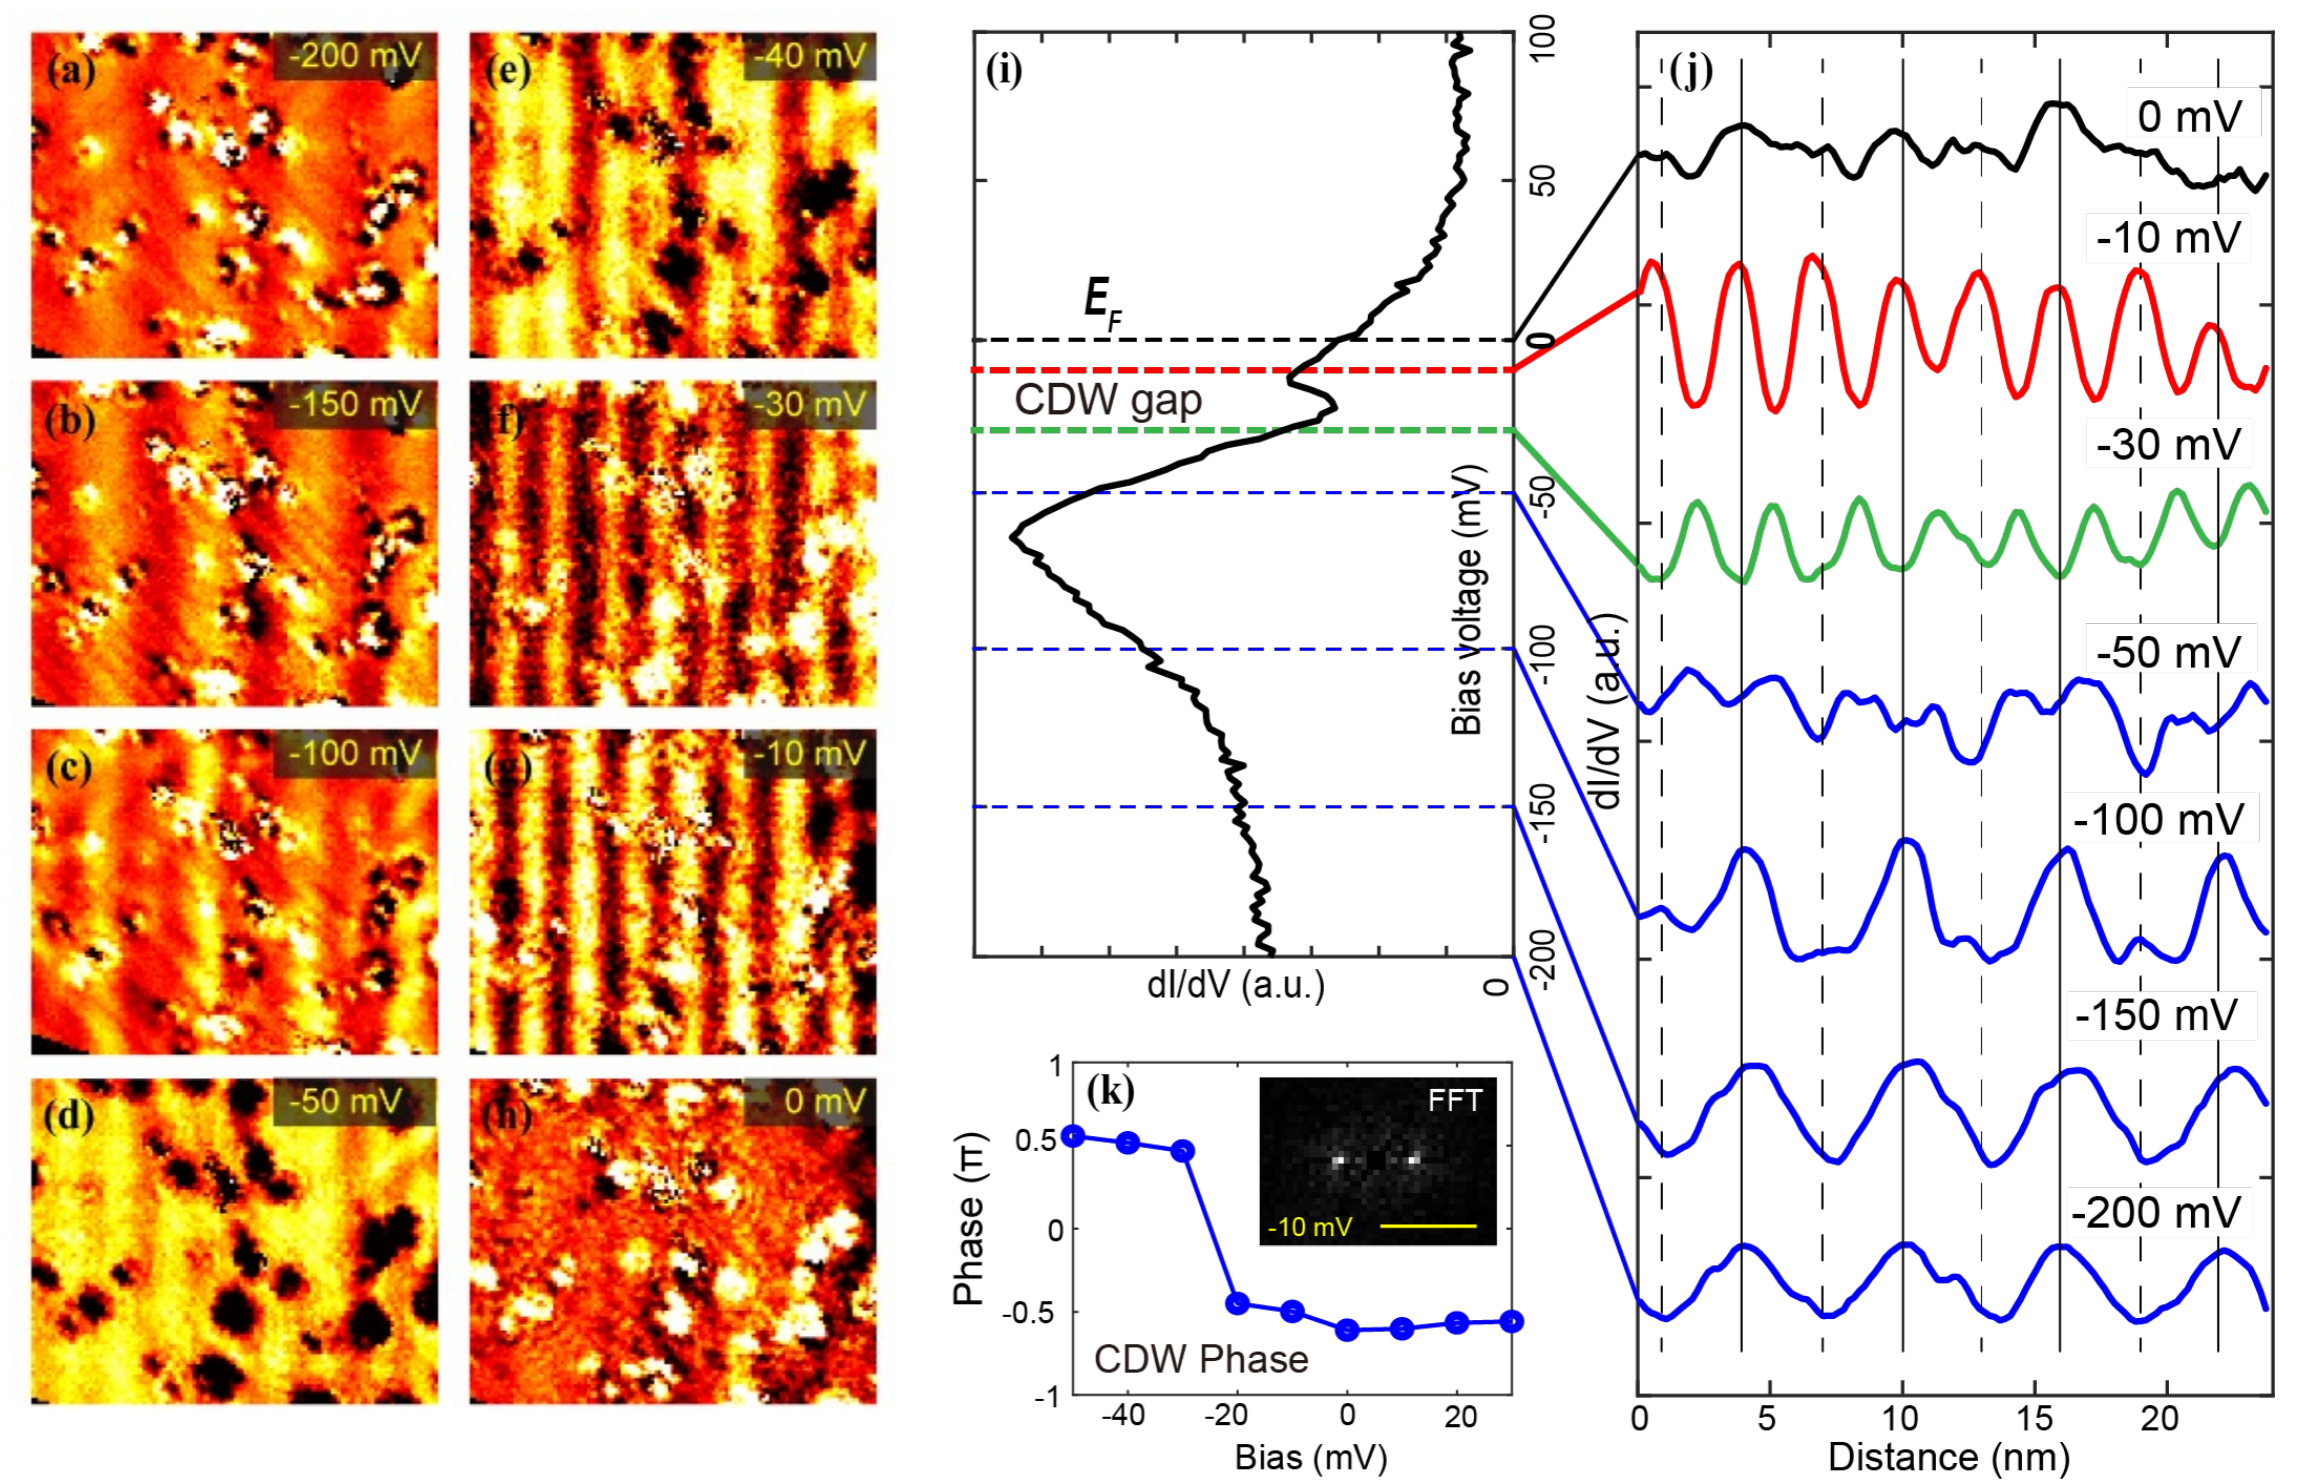 (a)
-200 mV
(b)
-150 mV
(c)
-100 mV
(d)
-50 mV
(e)
-40 mV
(f)
-30 mV
(g)
-10 mV
(h)
0 mV
(i)
E_F
CDW gap
100
50
0
-50
-100
-150
-200
Bias voltage (mV)
dI/dV (a.u.)
0
(j)
0 mV
-10 mV
-30 mV
-50 mV
-100 mV
-150 mV
-200 mV
dI/dV (a.u.)
0
5
10
15
20
Distance (nm)
(k)
FFT
-10 mV
CDW Phase
1
0.5
0
-0.5
-1
Phase (π)
-40
-20
0
20
Bias (mV)